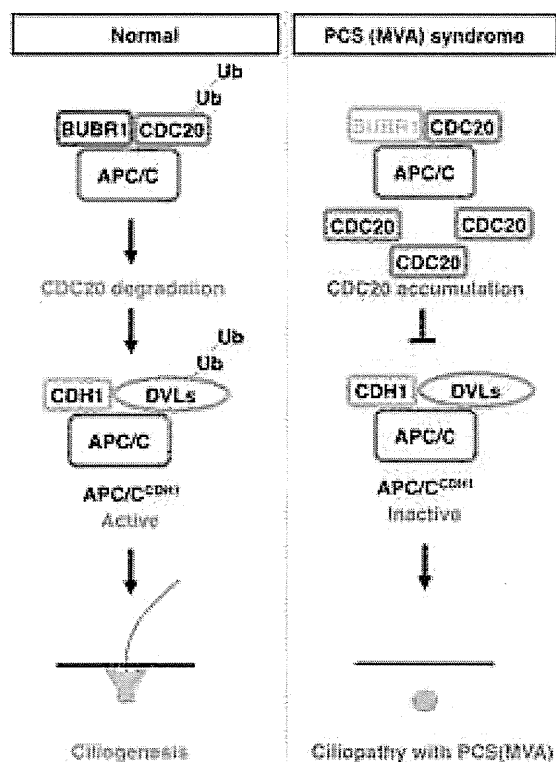 Normal
Ub
Ub
BUBR1 CDC20
APC/C
CDC20 degradation
Ub
Ub
CDH1 DVLs
APC/C
APC/C^CDH1
Active
Ciliogenesis
PCS (MVA) syndrome
BUBR1 CDC20
APC/C
CDC20 CDC20
CDC20
CDC20 accumulation
CDH1 DVLs
APC/C
APC/C^CDH1
Inactive
Ciliopathy with PCS(MVA)